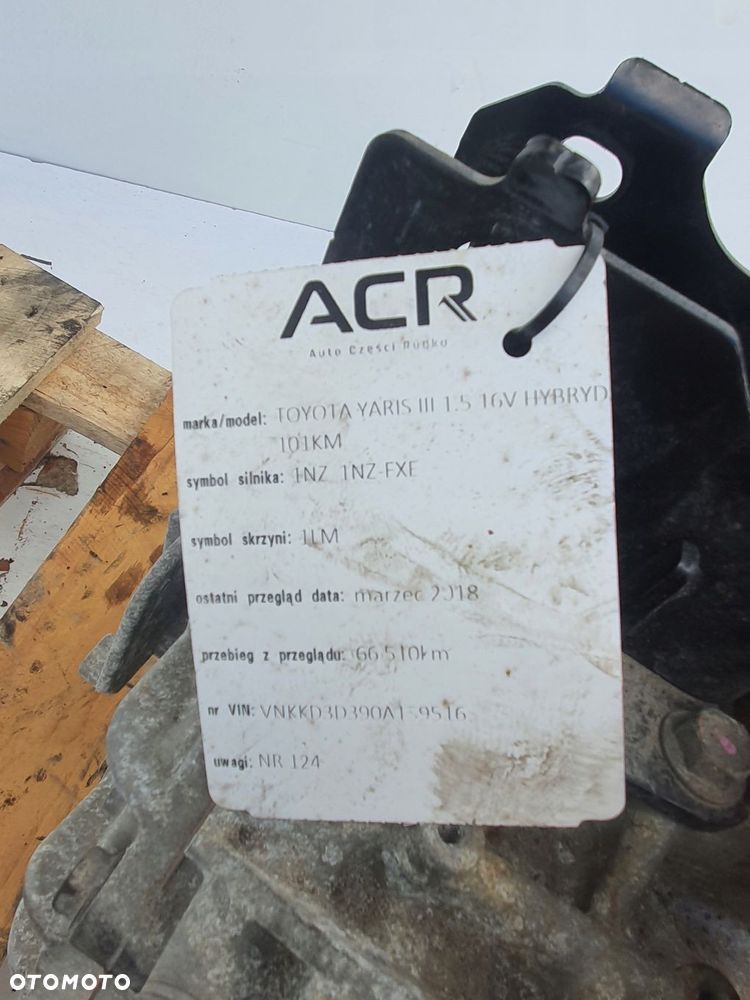 ACR
Auto Części Rudku
marka/model: TOYOTA YARIS III 1.5 16V HYBRYD
101KM
symbol silnika: 1NZ 1NZ-FXE
symbol skrzyni: 1LM
ostatni przegląd data: marzec 2018
przebieg z przeglądu: 66 510km
nr VIN:
uwagi: NR 124
OTOMOTO